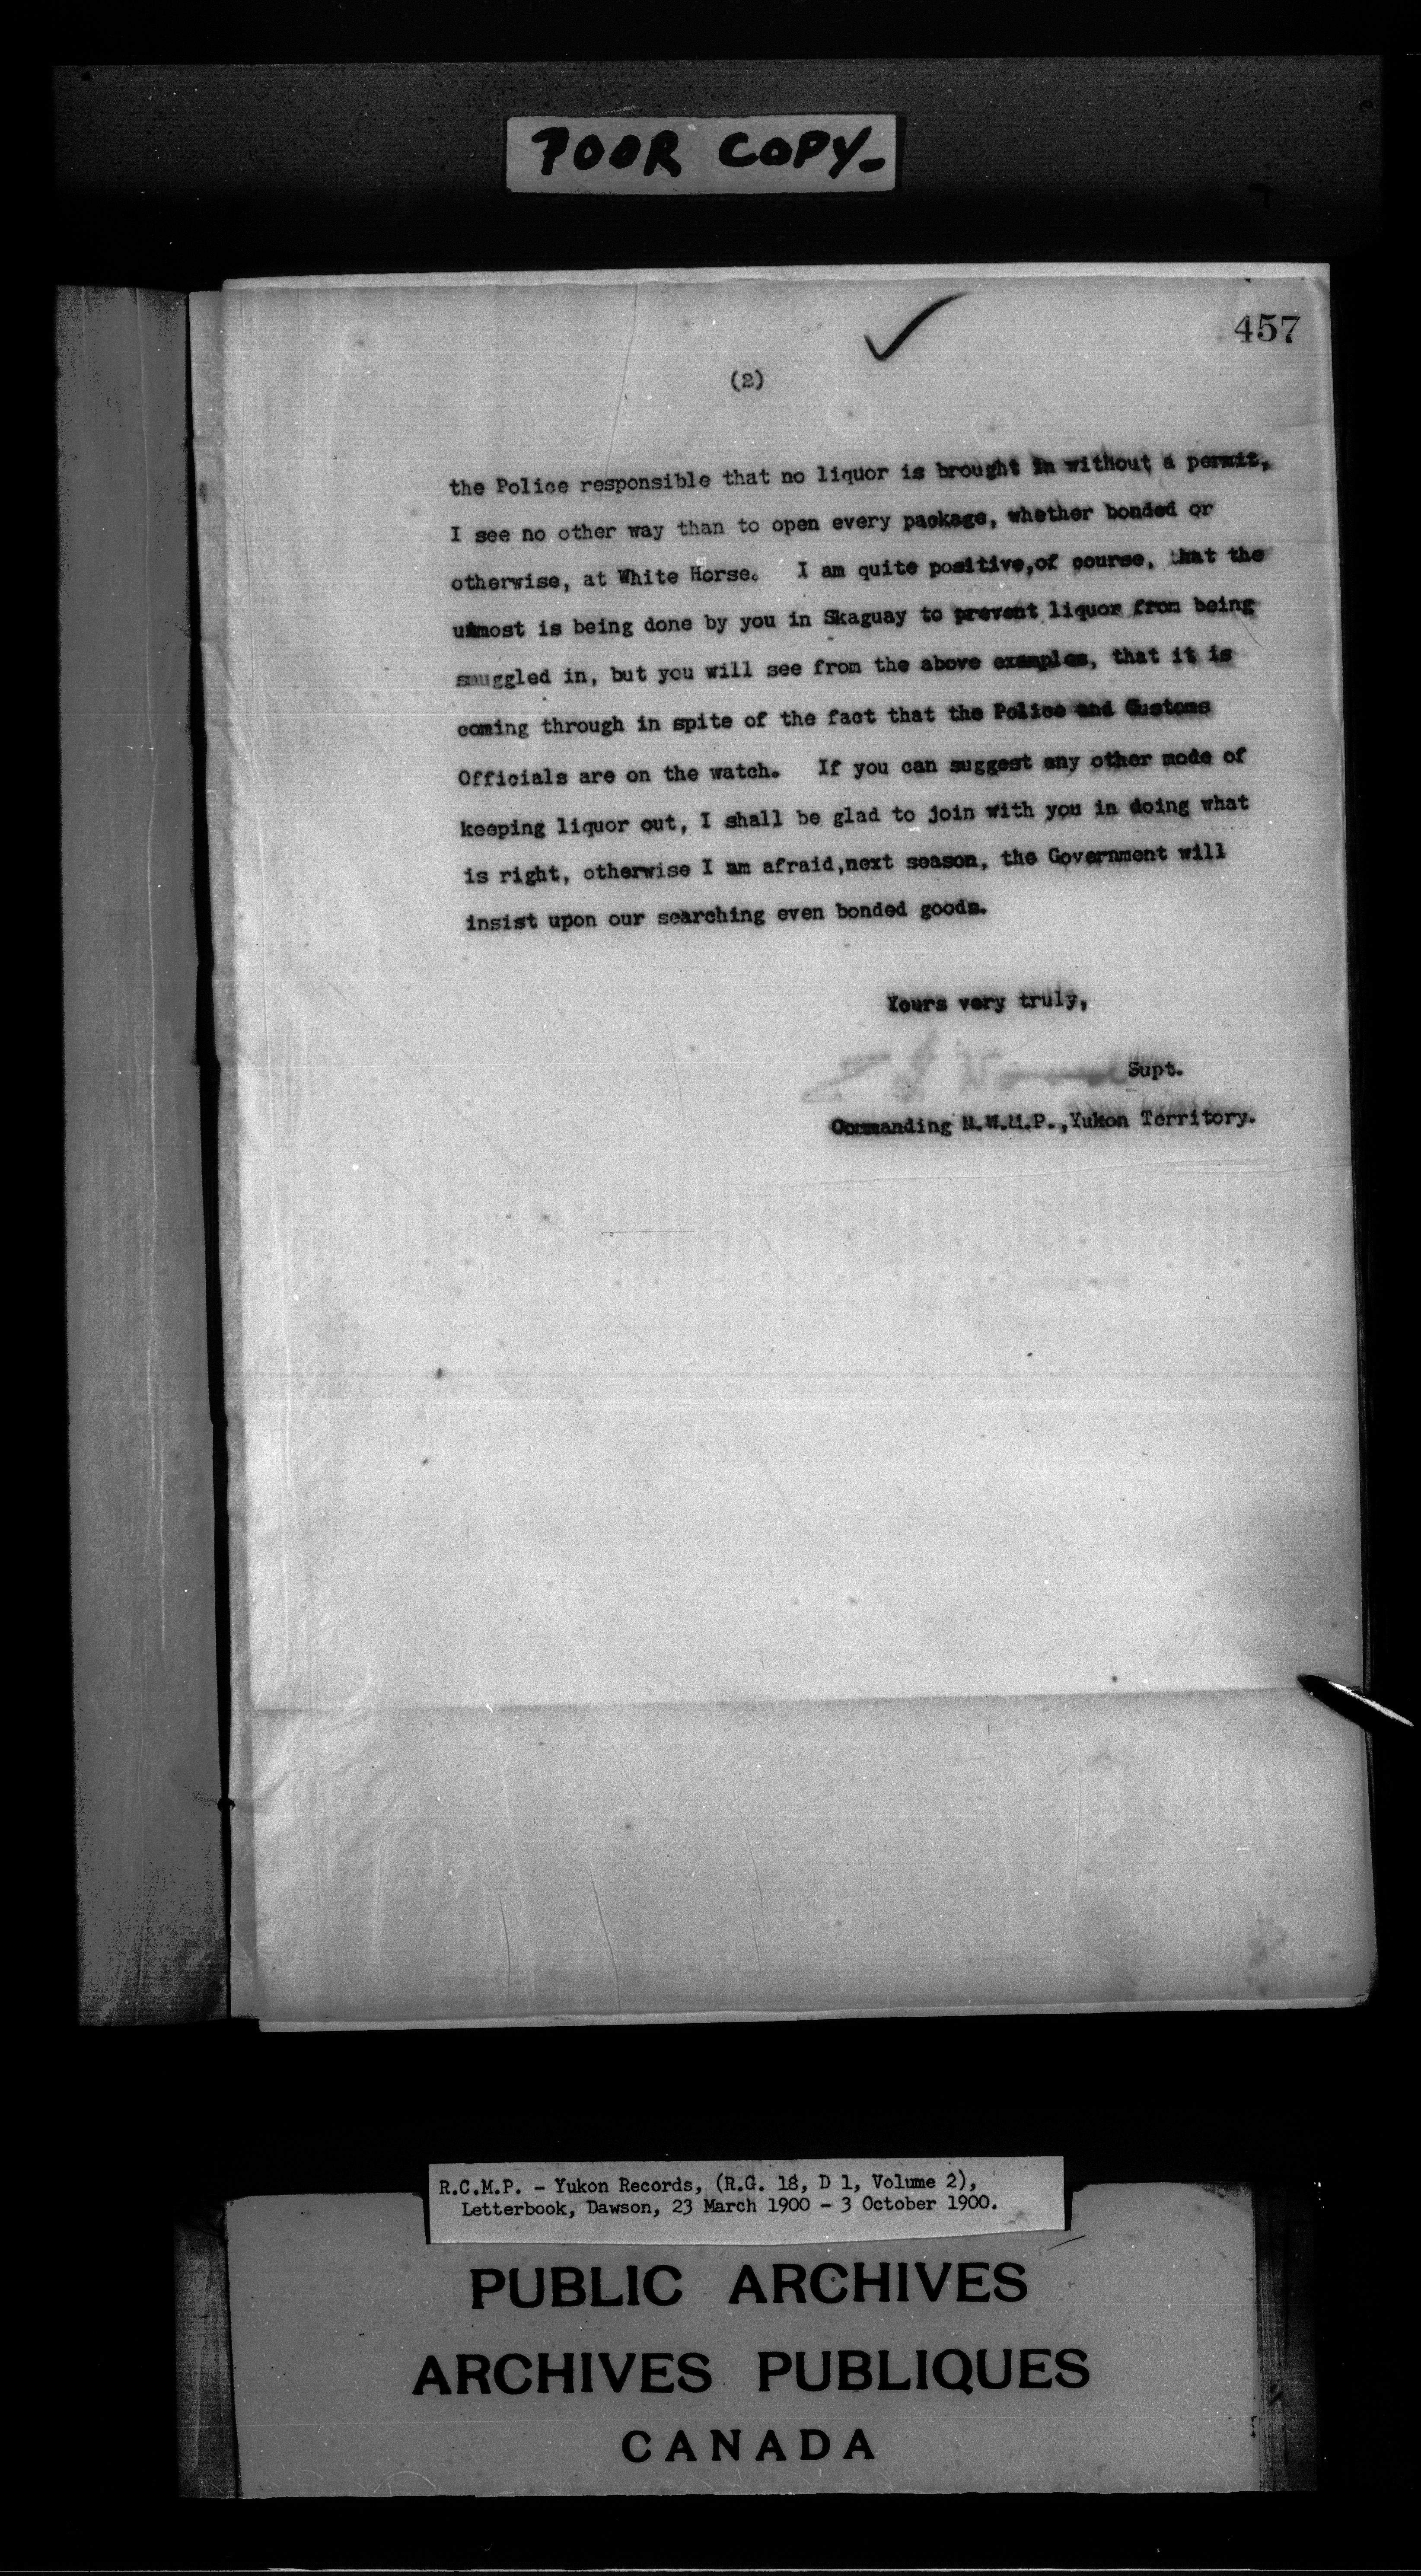 POOR COPY-
457
(2)
the Police responsible that no liquor is brought in without a permit,
I see no other way than to open every package, whether bonded or
otherwise, at White Horse. I am quite positive,of course, that the
utmost is being done by you in Skaguay to prevent liquor from being
smuggled in, but you will see from the above examples, that it is
coming through in spite of the fact that the Police and Customs
Officials are on the watch. If you can suggest any other mode of
keeping liquor out, I shall be glad to join with you in doing what
is right, otherwise I am afraid,next season, the Government will
insist upon our searching even bonded goods.
Yours very truly,
Supt.
Commanding N.W.M.P.,Yukon Territory.
R.C.M.P. - Yukon Records, (R.G. 18, D 1, Volume 2),
Letterbook, Dawson, 23 March 1900 - 3 October 1900.
PUBLIC ARCHIVES
ARCHIVES PUBLIQUES
CANADA